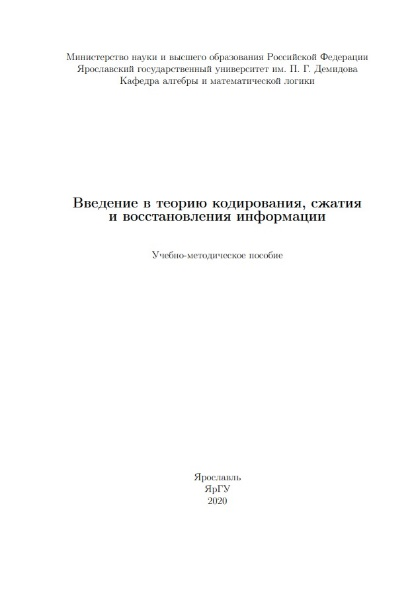 Министерство науки и высшего образования Российской Федерации
Ярославский государственный университет им. П. Г. Демидова
Кафедра алгебры и математической логики
Введение в теорию кодирования, сжатия
и восстановления информации
Учебно-методическое пособие
Ярославль
ЯрГУ
2020